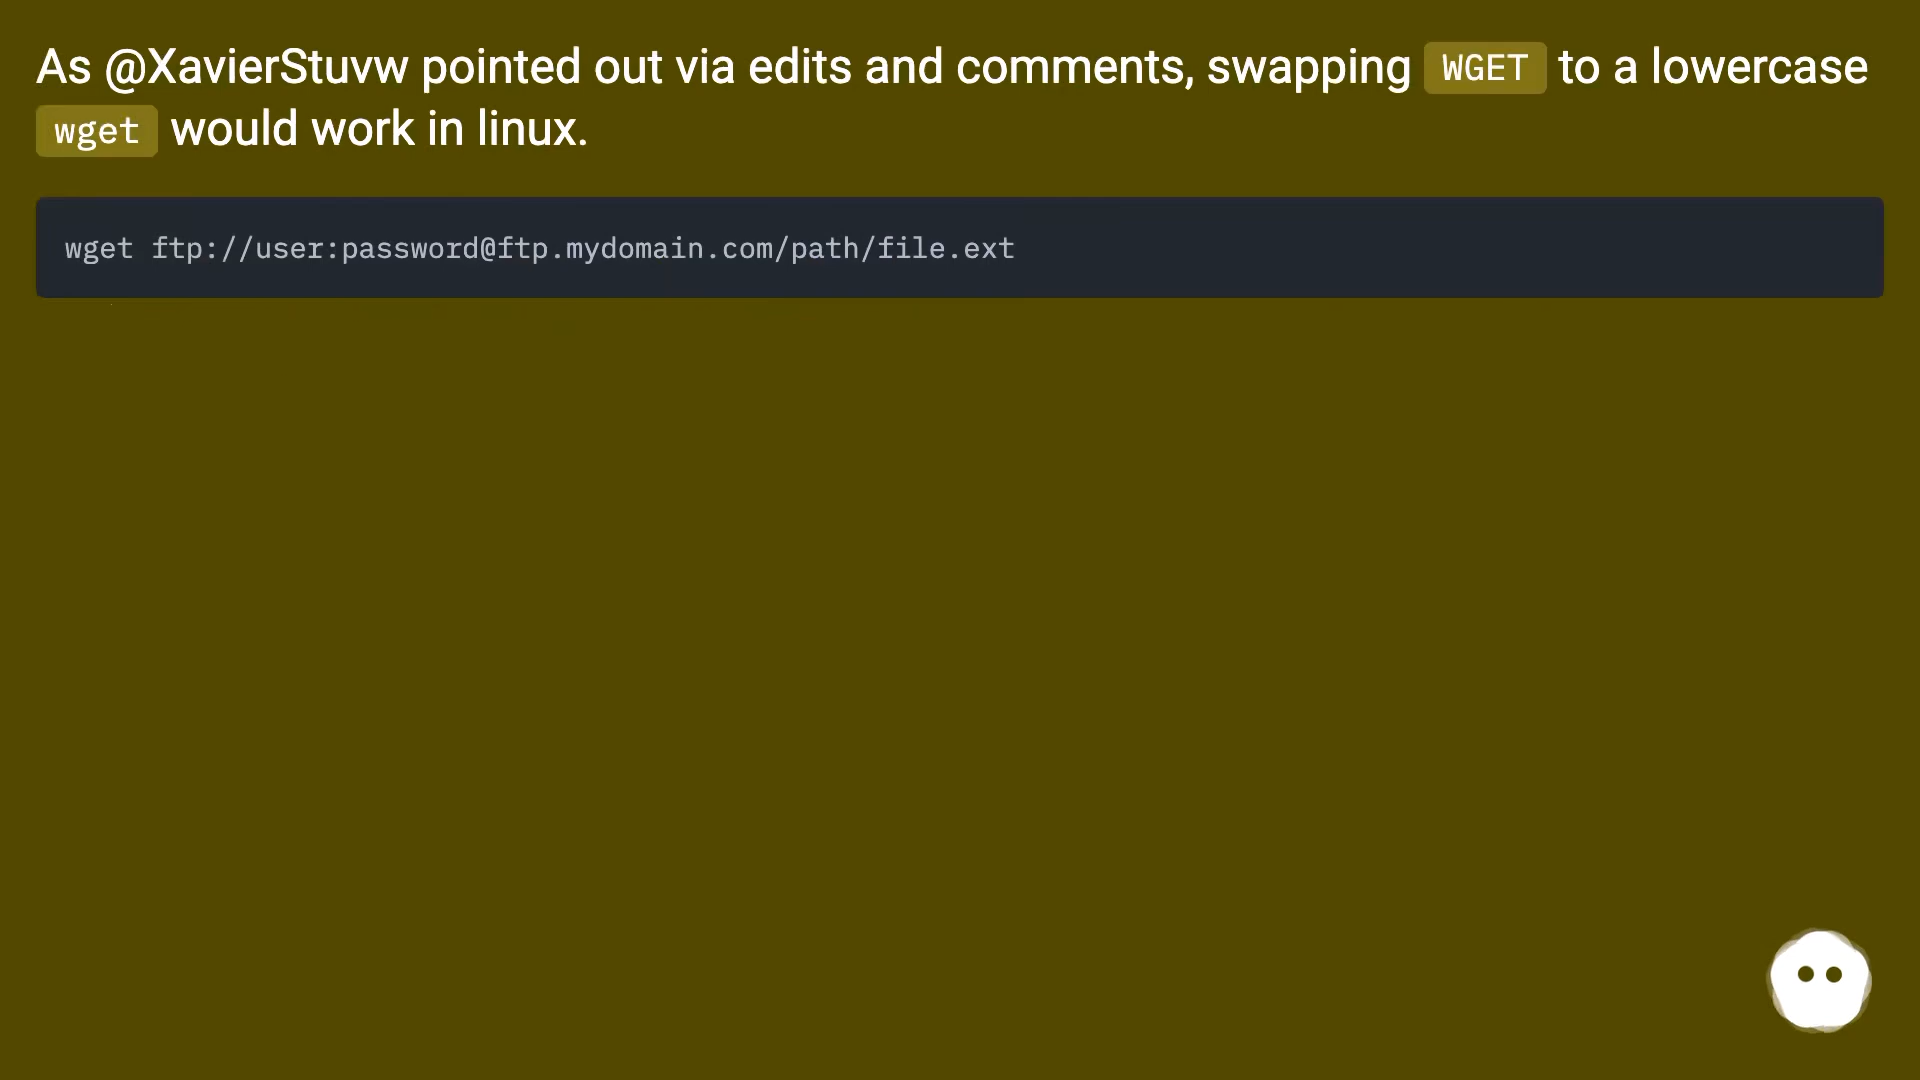 As @XavierStuvw pointed out via edits and comments, swapping WGET to a lowercase
wget would work in linux.
wget ftp://user:password@ftp.mydomain.com/path/file.ext